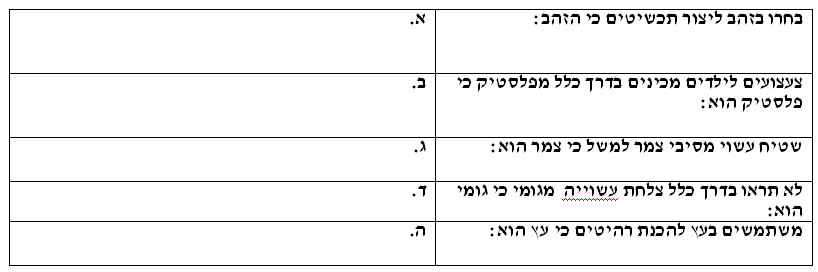 בחרו בזהב ליצור תכשיטים כי הזהב:
א.
צעצועים לילדים מכינים בדרך כלל מפלסטיק כי
פלסטיק הוא:
ב.
שטיח עשוי מסיבי צמר למשל כי צמר הוא:
ג.
לא תראו בדרך כלל צלחת עשוייה מגומי כי גומי
הוא:
ד.
משתמשים בעץ להכנת רהיטים כי עץ הוא:
ה.